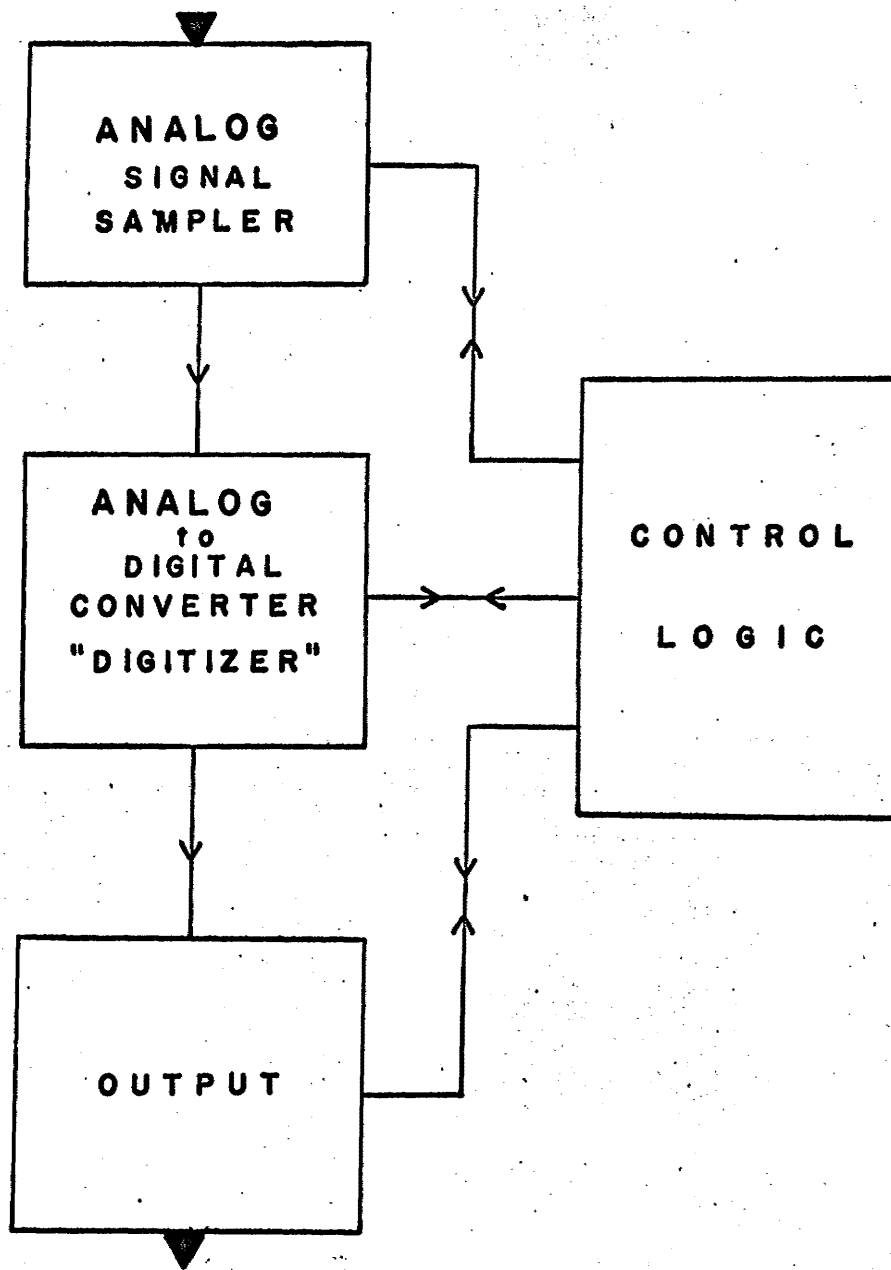 ANALOG
SIGNAL
SAMPLER
ANALOG
to
DIGITAL
CONVERTER
"DIGITIZER"
CONTROL
LOGIC
OUTPUT